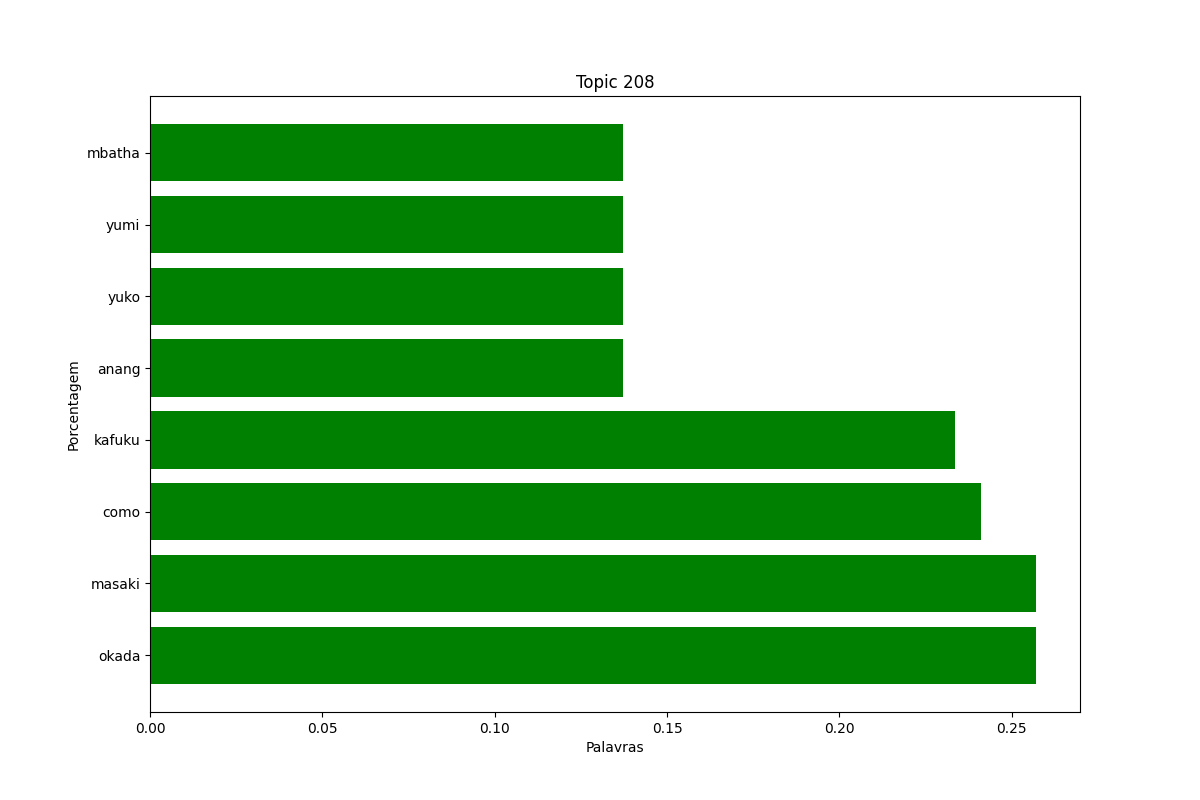 Topic 208
mbatha
yumi
yuko
anang
kafuku
como
masaki
okada
Porcentagem
0.00 0.05 0.10 0.15 0.20 0.25
Palavras